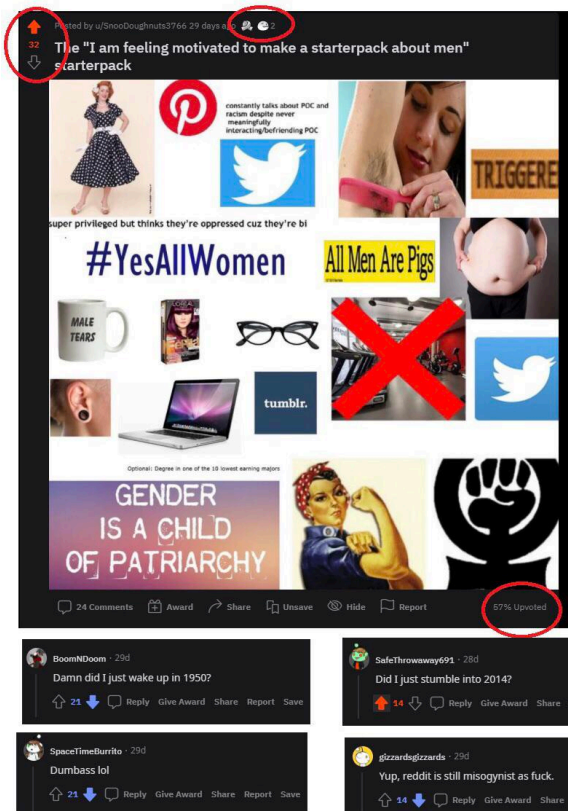 Posted by u/SnooDoughnuts3766 29 days ago 2
32
The "I am feeling motivated to make a starterpack about men"
starterpack
constantly talks about POC and
racism despite never
meaningfully
interacting/befriending POC
TRIGGERE
super privileged but thinks they're oppressed cuz they're bi
#YesAllWomen
All Men Are Pigs
MALE
TEARS
tumblr.
Optional: Degree in one of the 10 lowest earning majors
GENDER
IS A CHILD
OF PATRIARCHY
24 Comments Award Share Unsave Hide Report 57% Upvoted
BoomNDoom · 29d
Damn did I just wake up in 1950?
21 Reply Give Award Share Report Save
SafeThrowaway691 · 28d
Did I just stumble into 2014?
14 Reply Give Award Share
SpaceTimeBurrito · 29d
Dumbass lol
21 Reply Give Award Share Report Save
gizzardsgizzards · 29d
Yup, reddit is still misogynist as fuck.
14 Reply Give Award Share